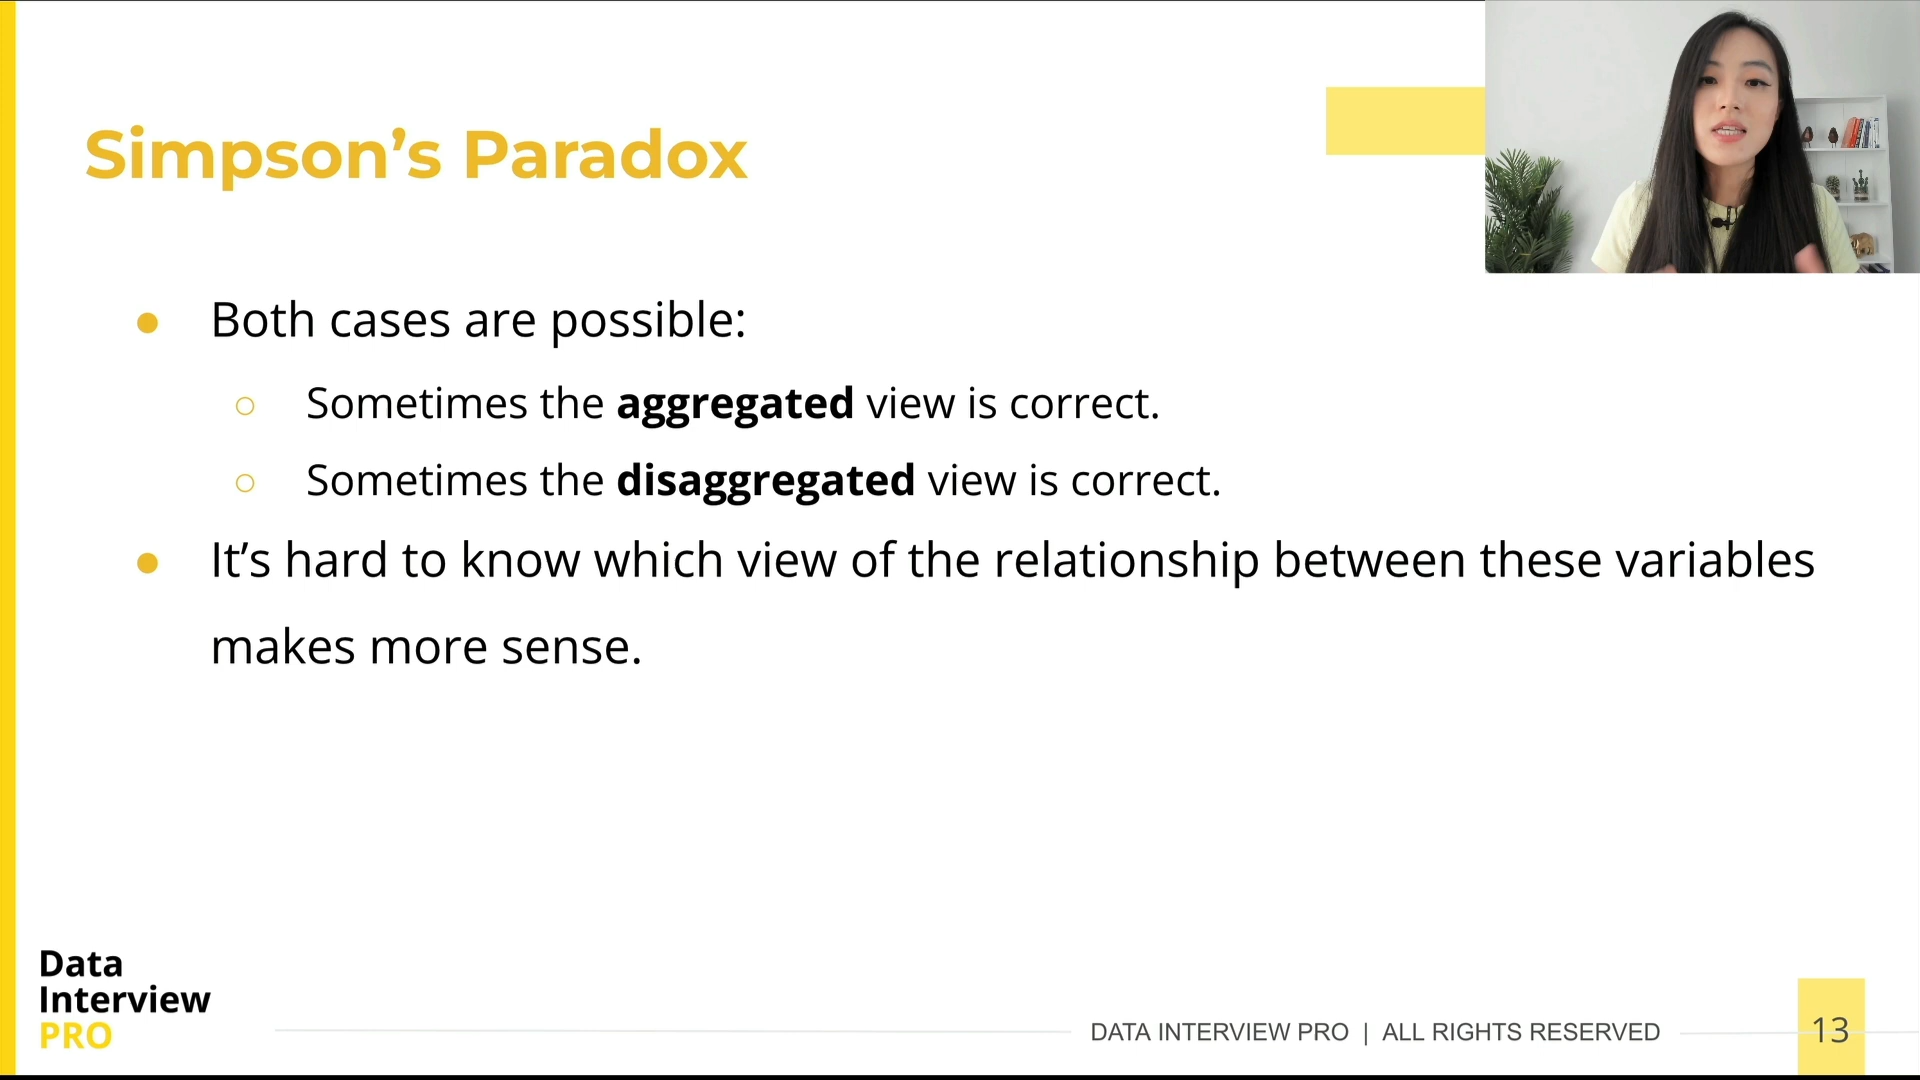 Simpson’s Paradox
● Both cases are possible:
○ Sometimes the aggregated view is correct.
○ Sometimes the disaggregated view is correct.
● It’s hard to know which view of the relationship between these variables
makes more sense.
Data
Interview
PRO
DATA INTERVIEW PRO | ALL RIGHTS RESERVED
13